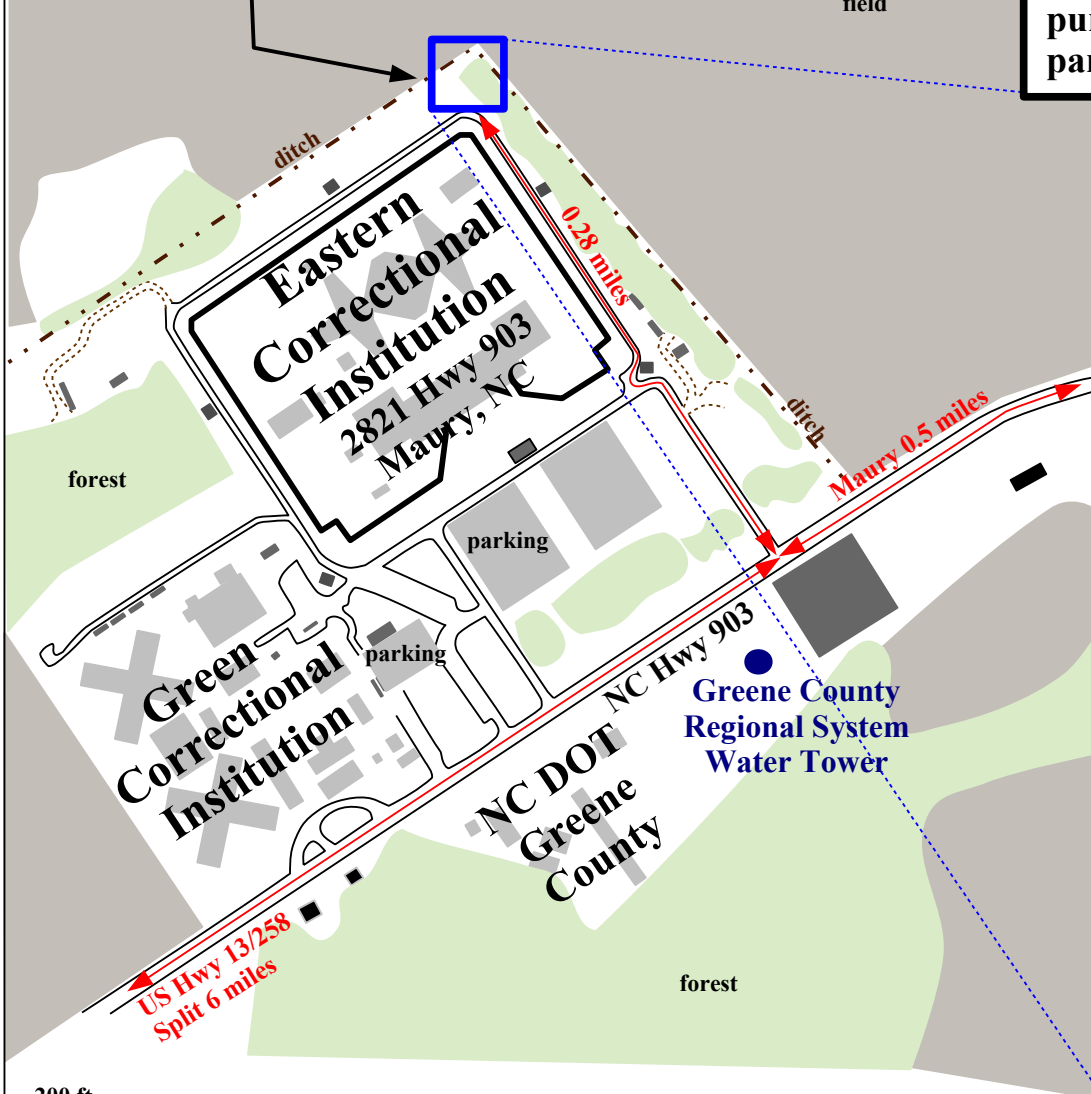 field
ditch
Eastern
Correctional
Institution
2821 Hwy 903
Maury, NC
0.28 miles
ditch
Maury 0.5 miles
forest
parking
parking
Green
Correctional
Institution
NC Hwy 903
Greene County
Regional System
Water Tower
NC DOT
Greene
County
US Hwy 13/258
Split 6 miles
forest
200 ft